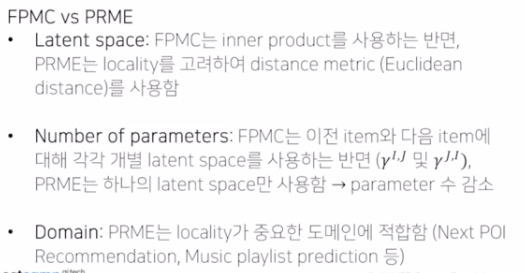 FPMC vs PRME
• Latent space: FPMC는 inner product를 사용하는 반면,
PRME는 locality를 고려하여 distance metric (Euclidean
distance)를 사용함
• Number of parameters: FPMC는 이전 item와 다음 item에
대해 각각 개별 latent space를 사용하는 반면 (γ^{I,J} 및 γ^{J,I}),
PRME는 하나의 latent space만 사용함 → parameter 수 감소
• Domain: PRME는 locality가 중요한 도메인에 적합함 (Next POI
Recommendation, Music playlist prediction 등)